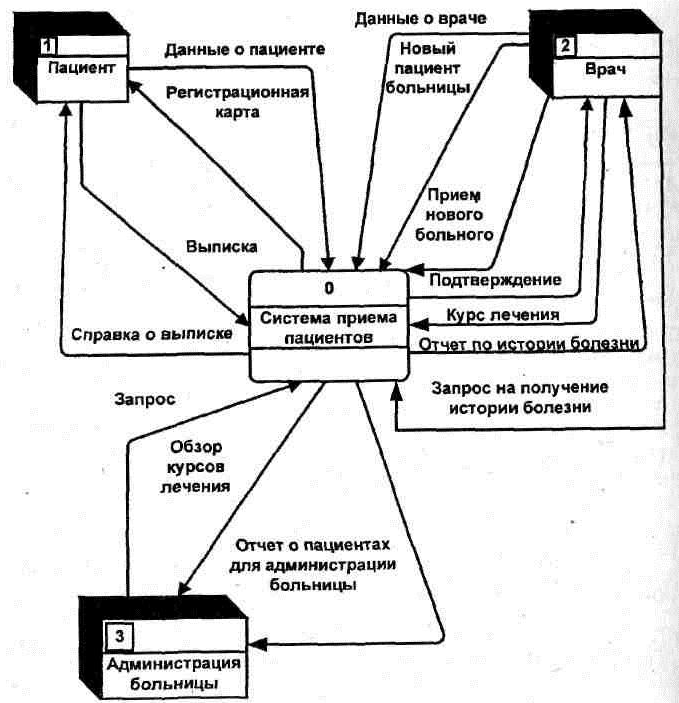 1
Пациент
Данные о пациенте
Регистрационная
карта
Данные о враче
Новый
пациент
больницы
2
Врач
Прием
нового
больного
Выписка
0
Система приема
пациентов
Подтверждение
Курс лечения
Отчет по истории болезни
Справка о выписке
Запрос на получение
истории болезни
Запрос
Обзор
курсов
лечения
Отчет о пациентах
для администрации
больницы
3
Администрация
больницы